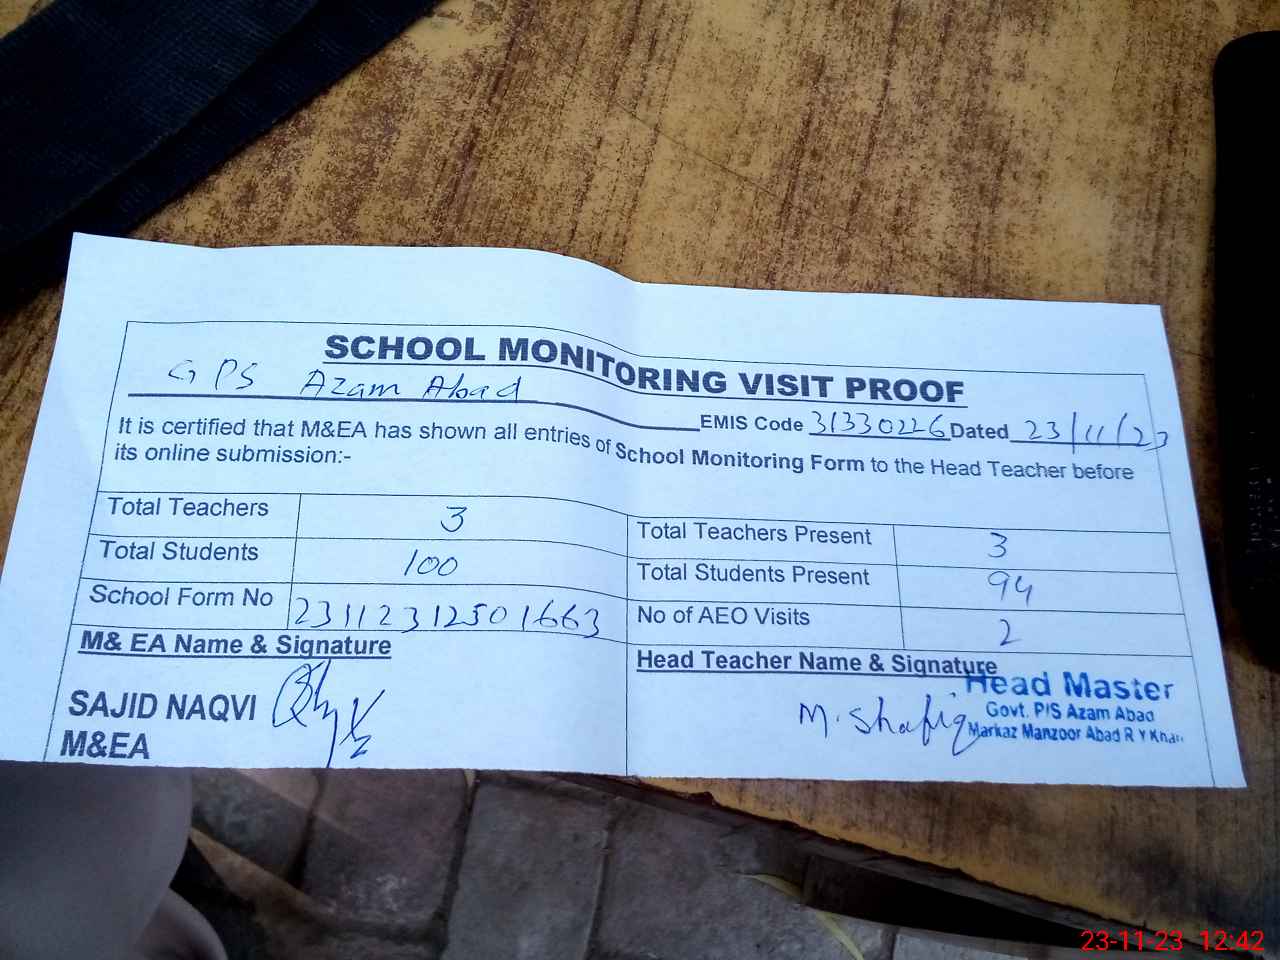 SCHOOL MONITORING VISIT PROOF
GPS Azam Abad EMIS Code 31330226 Dated 23/11/23
It is certified that M&EA has shown all entries of School Monitoring Form to the Head Teacher before
its online submission:-
Total Teachers 3 Total Teachers Present 3
Total Students 100 Total Students Present 94
School Form No 23112312501663 No of AEO Visits 2
M& EA Name & Signature Head Teacher Name & Signature
SAJID NAQVI
M&EA
M. Shafiq
Head Master
Govt. P/S Azam Abad
Markaz Manzoor Abad R Y Khan
23-11-23 12:42